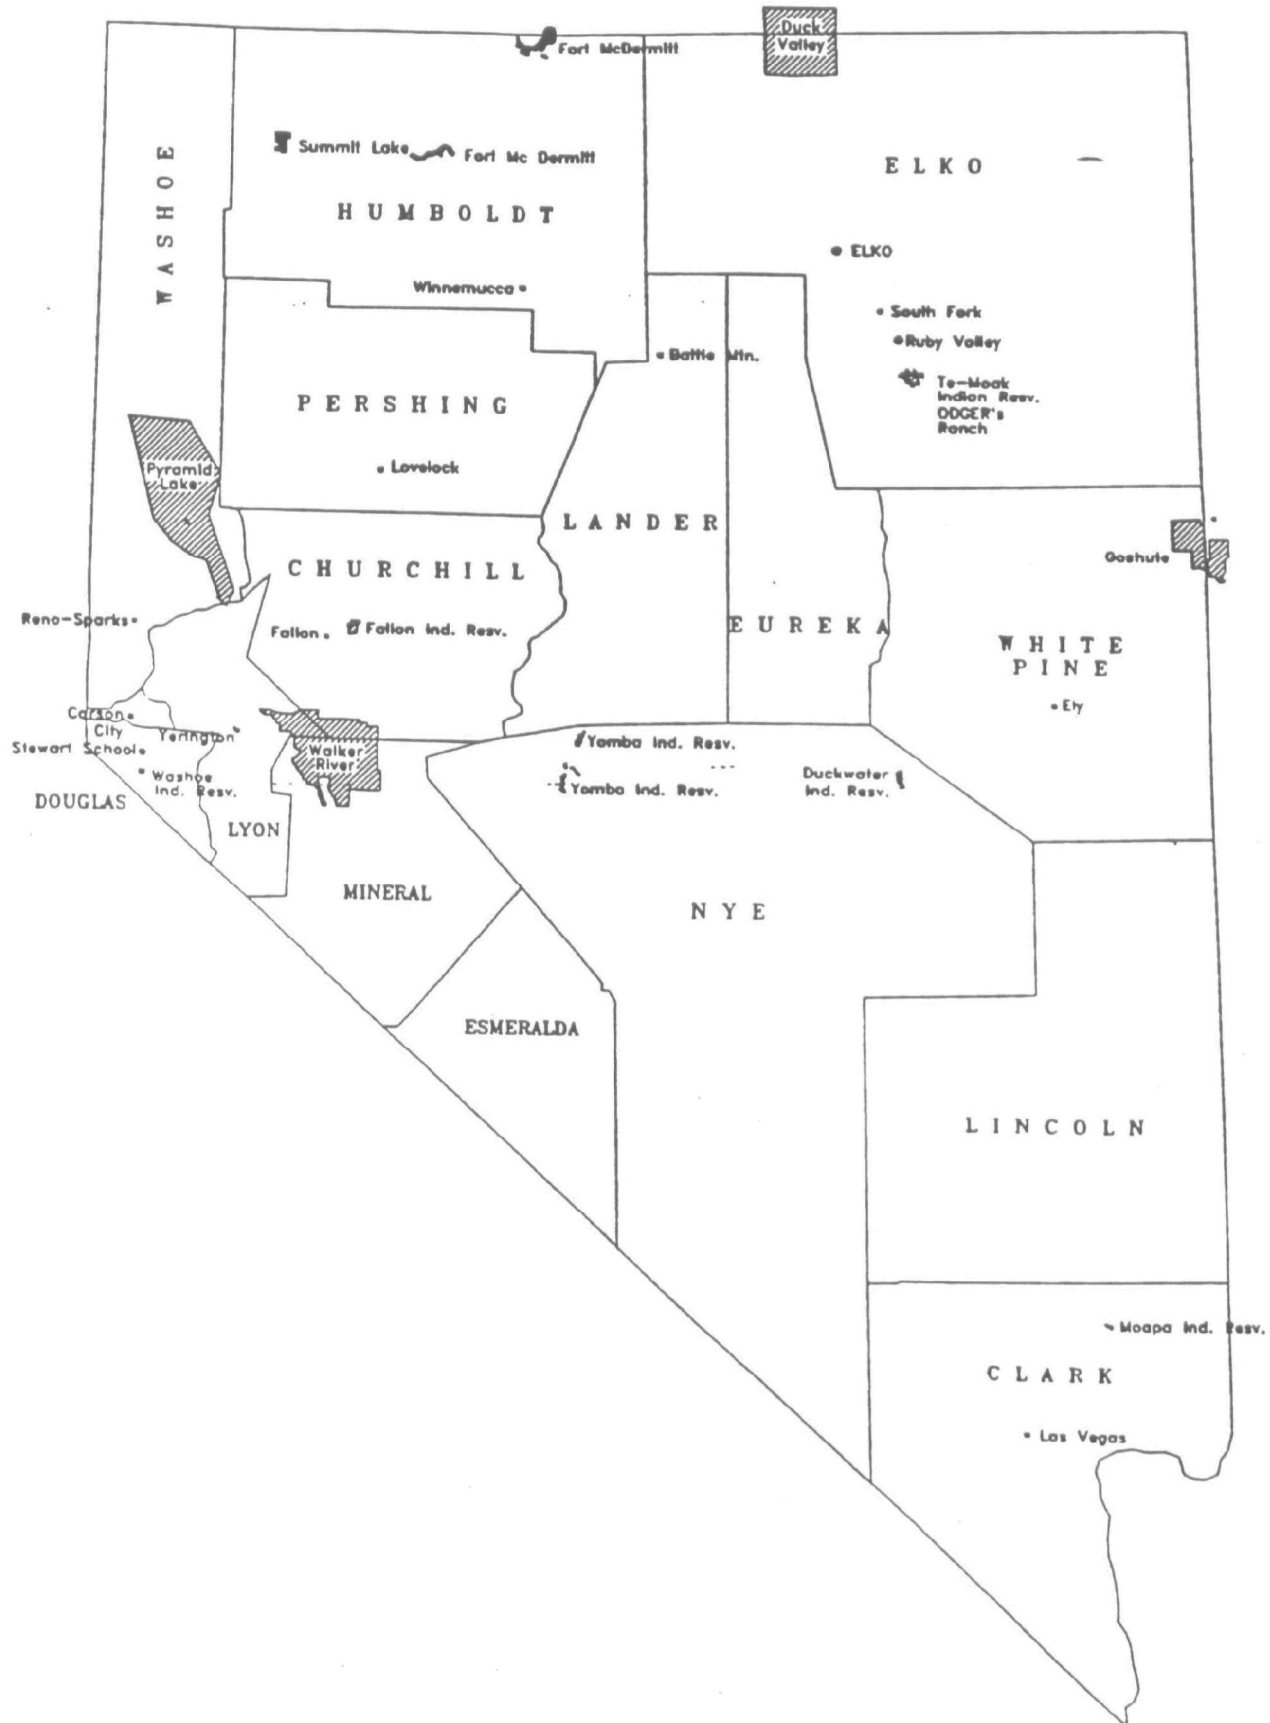 Duck
Valley
Fort McDermitt
Summit Lake
Fort Mc Dermitt
WASHOE
HUMBOLDT
ELKO
ELKO
Winnemucca
South Fork
Ruby Valley
Battle Mtn.
Te-Moak
Indian Resv.
ODGER's
Ranch
PERSHING
Lovelock
Pyramid
Lake
LANDER
CHURCHILL
Goshute
Reno-Sparks
Fallon
Fallon Ind. Resv.
EUREKA
WHITE
PINE
Ely
Carson
City
Yerington
Stewart School
Walker
River
Yomba Ind. Resv.
Washoe
Ind. Resv.
Yomba Ind. Resv.
Duckwater
Ind. Resv.
DOUGLAS
LYON
MINERAL
NYE
ESMERALDA
LINCOLN
Moapa Ind. Resv.
CLARK
Las Vegas